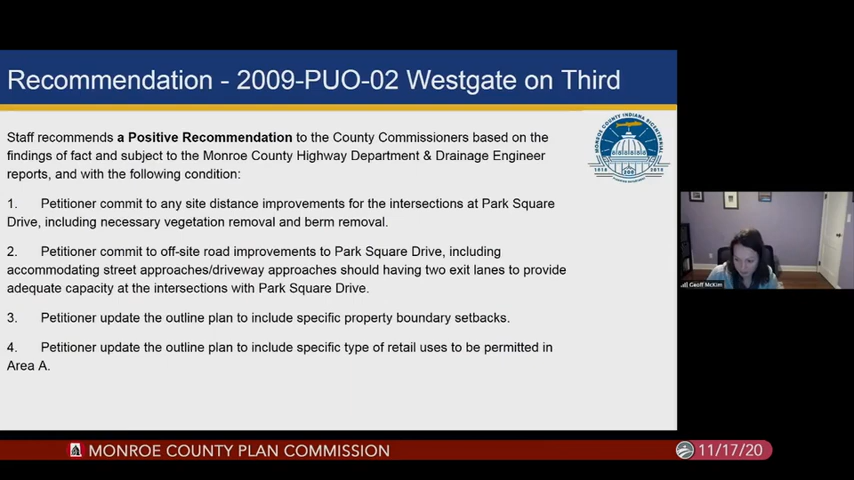 Recommendation - 2009-PUO-02 Westgate on Third
Staff recommends a Positive Recommendation to the County Commissioners based on the
findings of fact and subject to the Monroe County Highway Department & Drainage Engineer
reports, and with the following condition:
1. Petitioner commit to any site distance improvements for the intersections at Park Square
Drive, including necessary vegetation removal and berm removal.
2. Petitioner commit to off-site road improvements to Park Square Drive, including
accommodating street approaches/driveway approaches should having two exit lanes to provide
adequate capacity at the intersections with Park Square Drive.
3. Petitioner update the outline plan to include specific property boundary setbacks.
4. Petitioner update the outline plan to include specific type of retail uses to be permitted in
Area A.
MONROE COUNTY INDIANA BICENTENNIAL
1818
2018
Geoff McKim
MONROE COUNTY PLAN COMMISSION
11/17/20